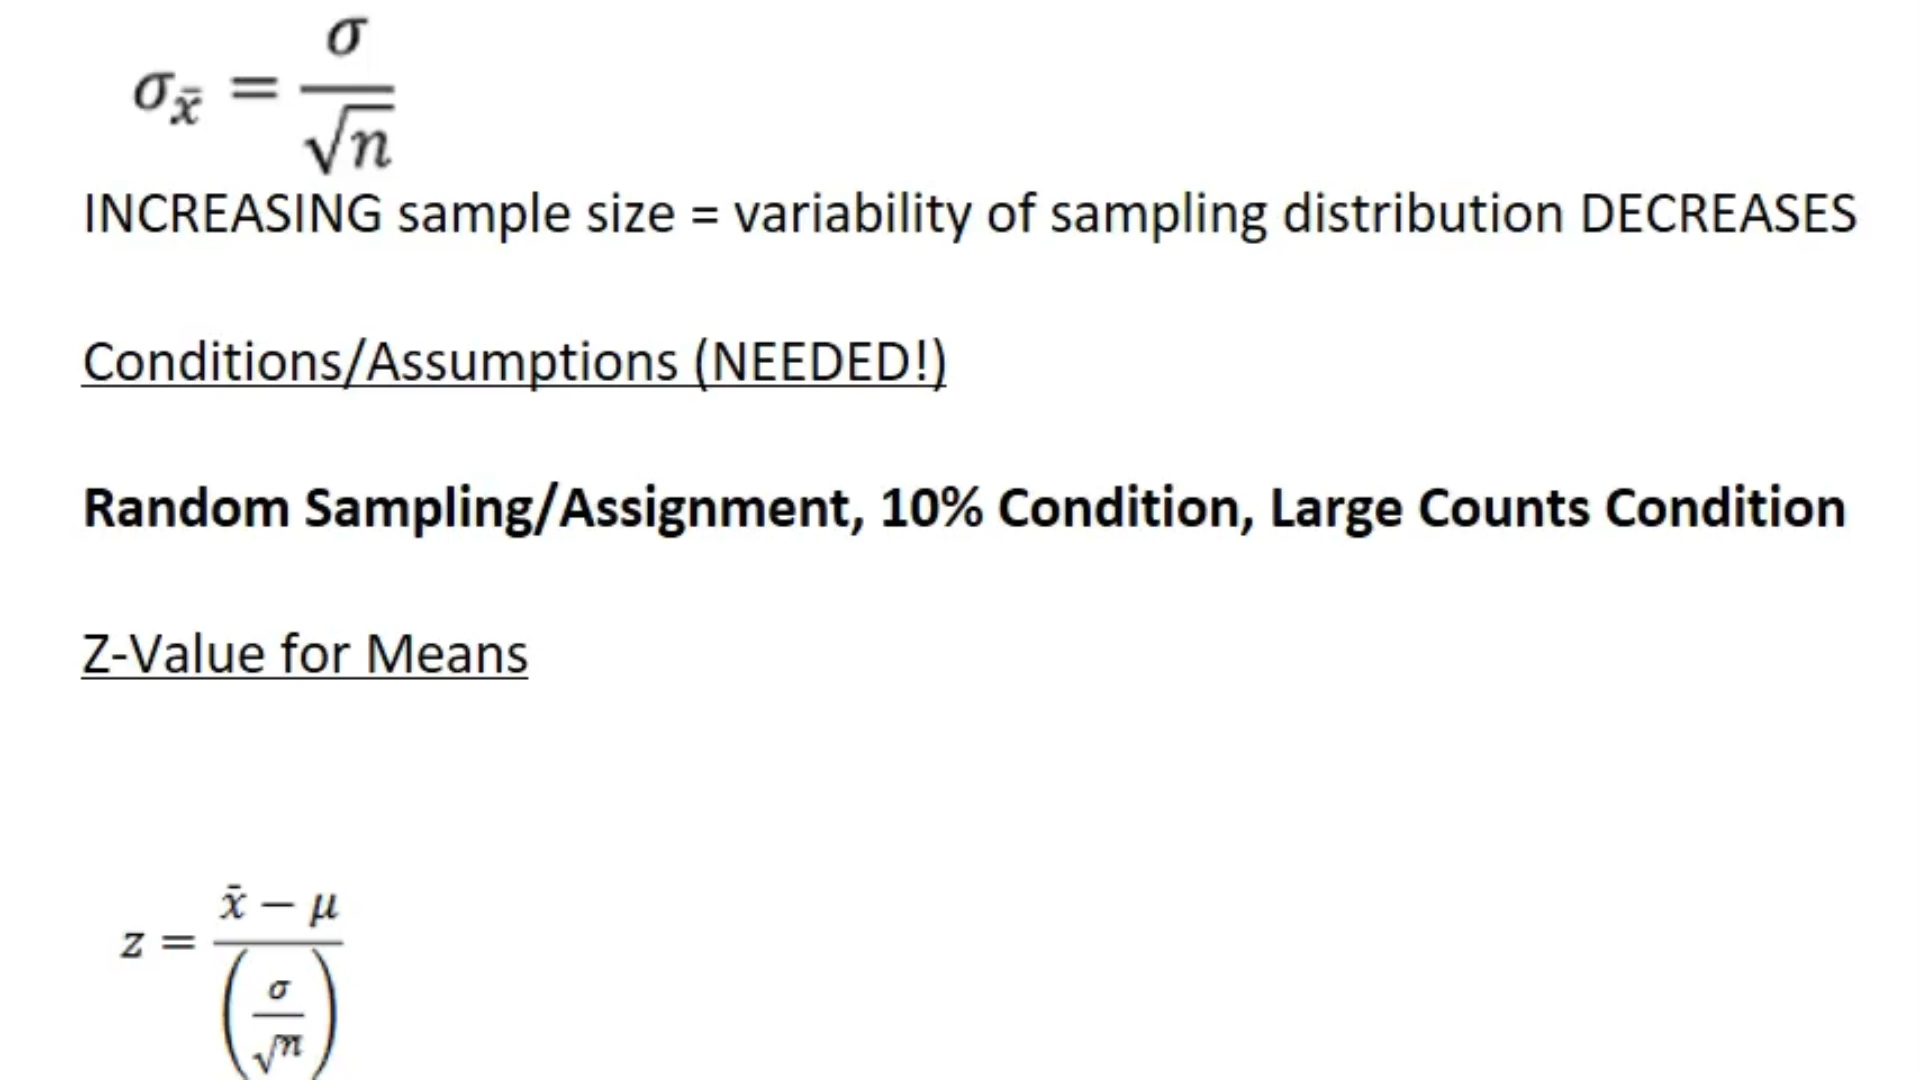 σx̄ = σ/√n
INCREASING sample size = variability of sampling distribution DECREASES
Conditions/Assumptions (NEEDED!)
Random Sampling/Assignment, 10% Condition, Large Counts Condition
Z-Value for Means
z = x̄ − μ/(σ/√n)